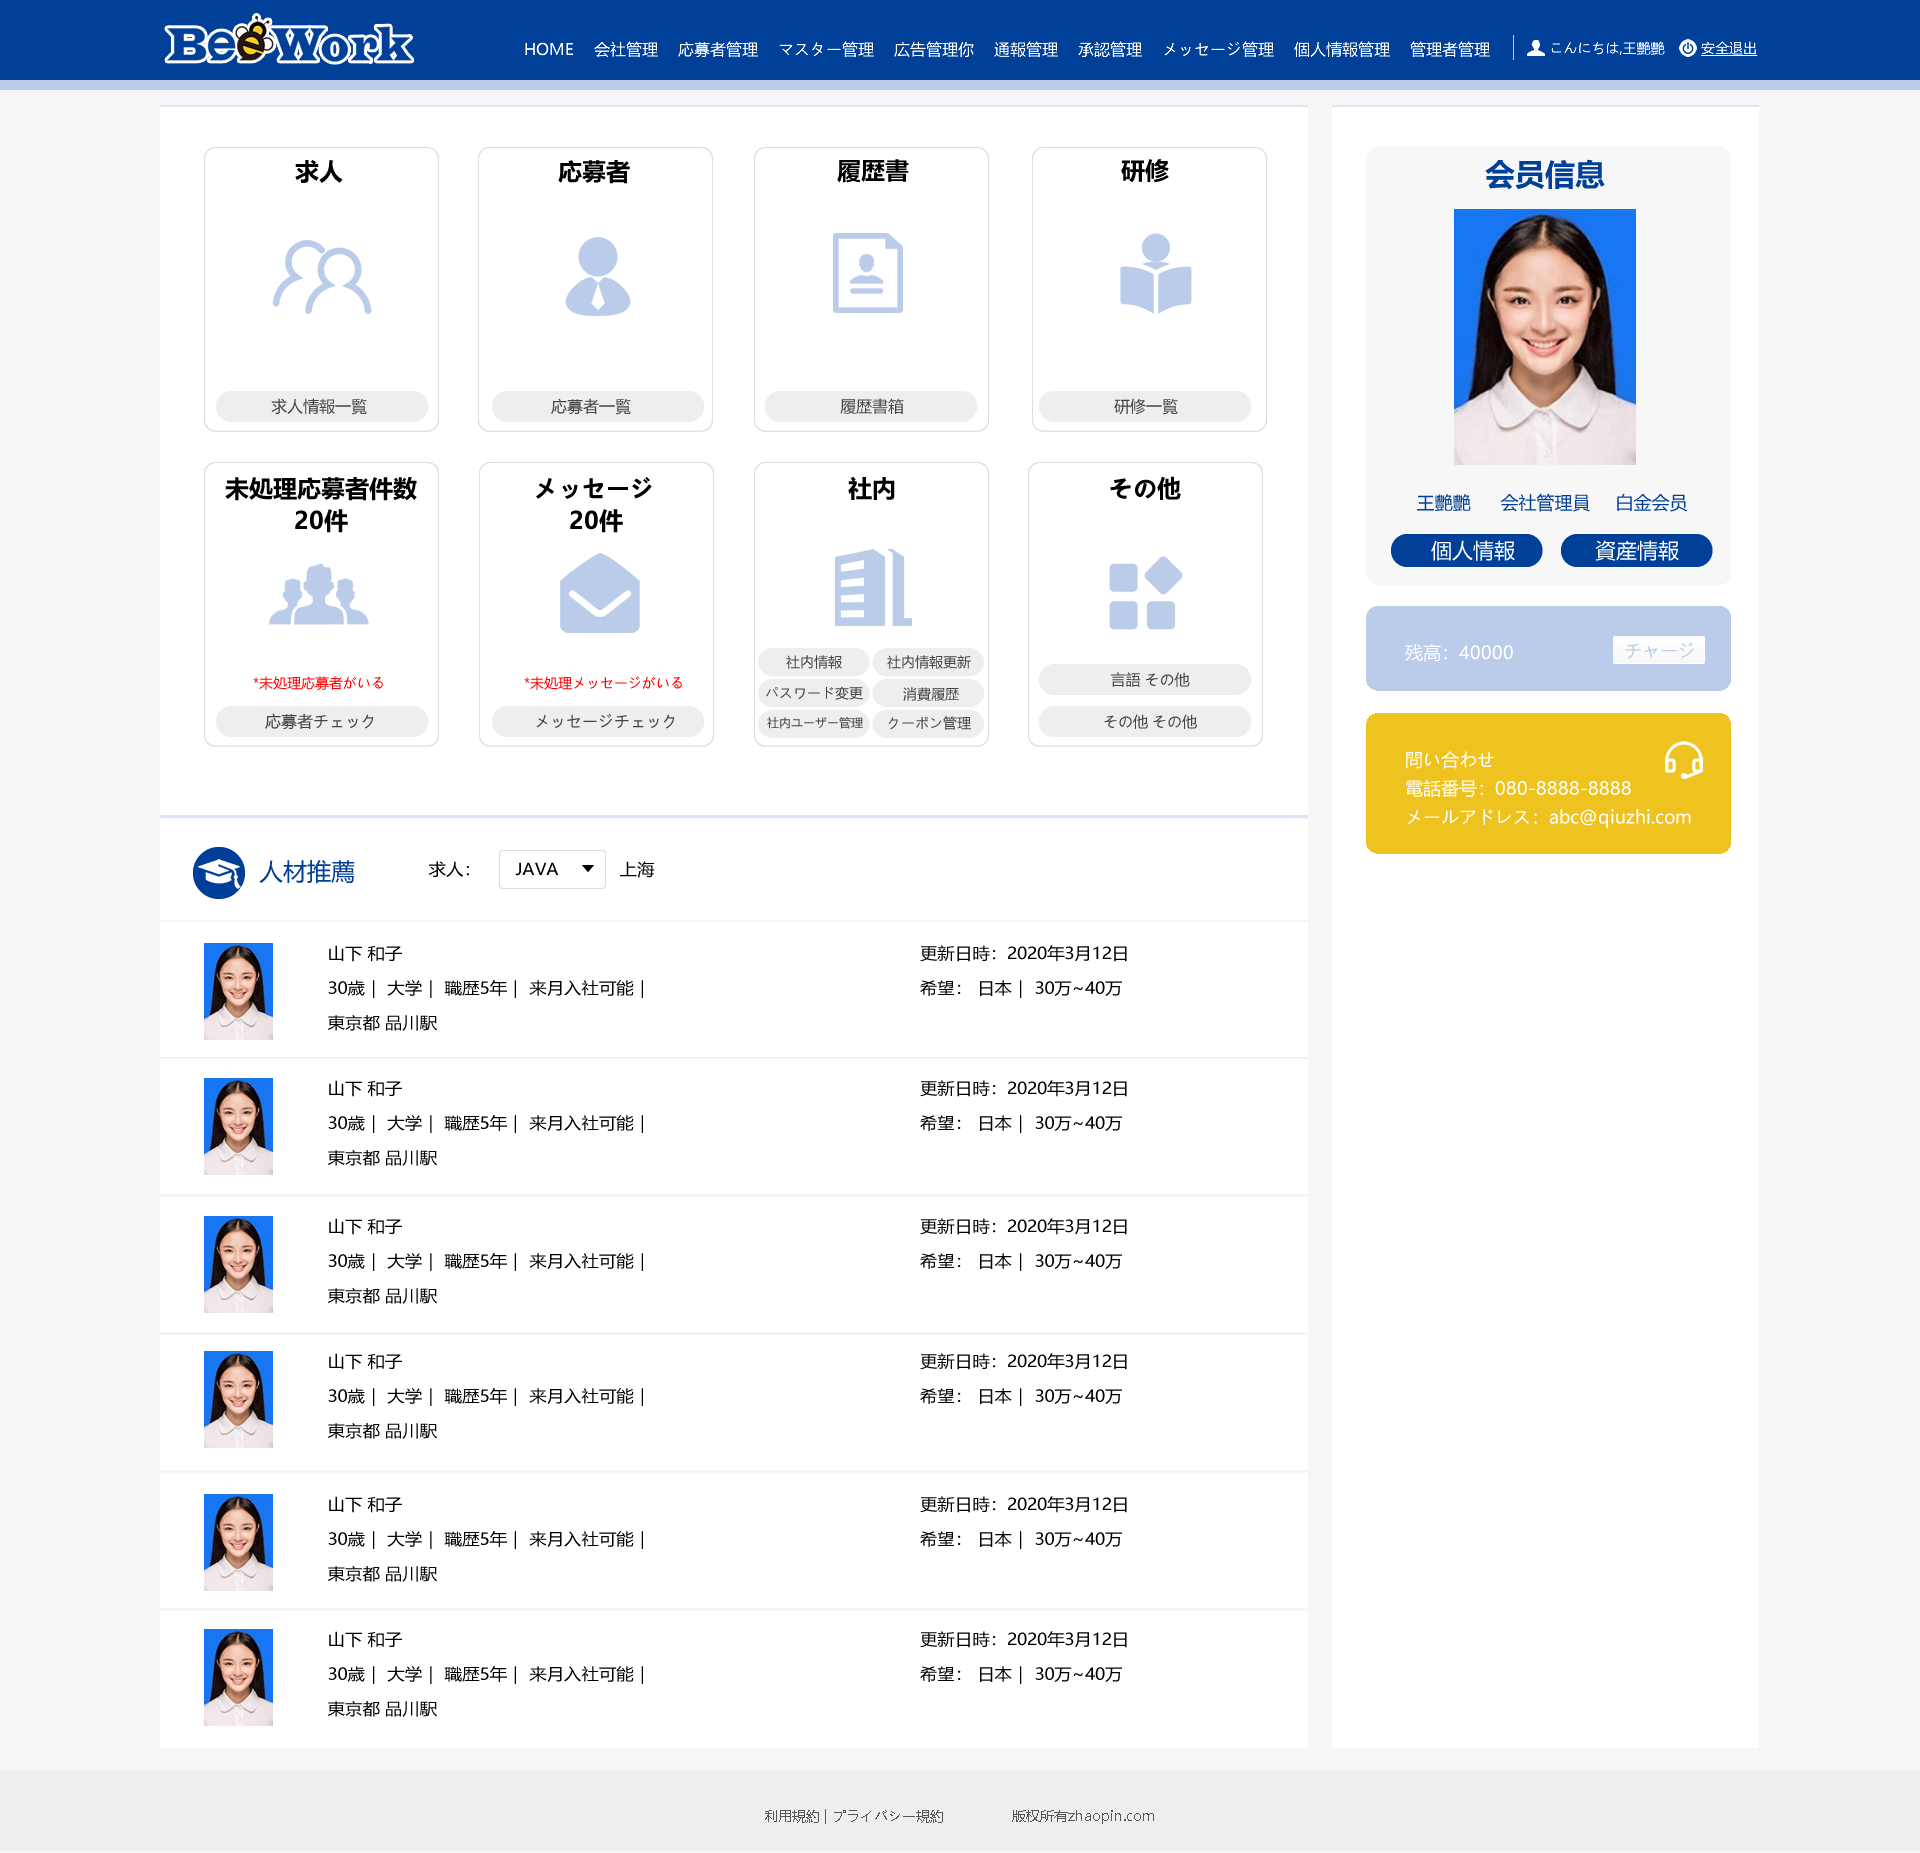 BeeWork
HOME 会社管理 応募者管理 マスター管理 広告管理你 通報管理 承認管理 メッセージ管理 個人情報管理 管理者管理 こんにちは,王艷艷 安全退出
求人 応募者 履歴書 研修
求人情報一覧 応募者一覧 履歴書箱 研修一覧
未処理応募者件数
20件
*未処理応募者がいる
応募者チェック
メッセージ
20件
*未処理メッセージがいる
メッセージチェック
社内
社内情報 社内情報更新
パスワード変更 消費履歴
社内ユーザー管理 クーポン管理
その他
言語 その他
その他 その他
会员信息
王艷艷 会社管理員 白金会员
個人情報 資産情報
残高：40000 チャージ
問い合わせ
電話番号：080-8888-8888
メールアドレス：abc@qiuzhi.com
人材推薦 求人： JAVA 上海
山下 和子 更新日時：2020年3月12日
30歳 | 大学 | 職歴5年 | 来月入社可能 | 希望： 日本 | 30万~40万
東京都 品川駅
山下 和子 更新日時：2020年3月12日
30歳 | 大学 | 職歴5年 | 来月入社可能 | 希望： 日本 | 30万~40万
東京都 品川駅
山下 和子 更新日時：2020年3月12日
30歳 | 大学 | 職歴5年 | 来月入社可能 | 希望： 日本 | 30万~40万
東京都 品川駅
山下 和子 更新日時：2020年3月12日
30歳 | 大学 | 職歴5年 | 来月入社可能 | 希望： 日本 | 30万~40万
東京都 品川駅
山下 和子 更新日時：2020年3月12日
30歳 | 大学 | 職歴5年 | 来月入社可能 | 希望： 日本 | 30万~40万
東京都 品川駅
山下 和子 更新日時：2020年3月12日
30歳 | 大学 | 職歴5年 | 来月入社可能 | 希望： 日本 | 30万~40万
東京都 品川駅
利用規約 | プライバシー規約 版权所有zhaopin.com